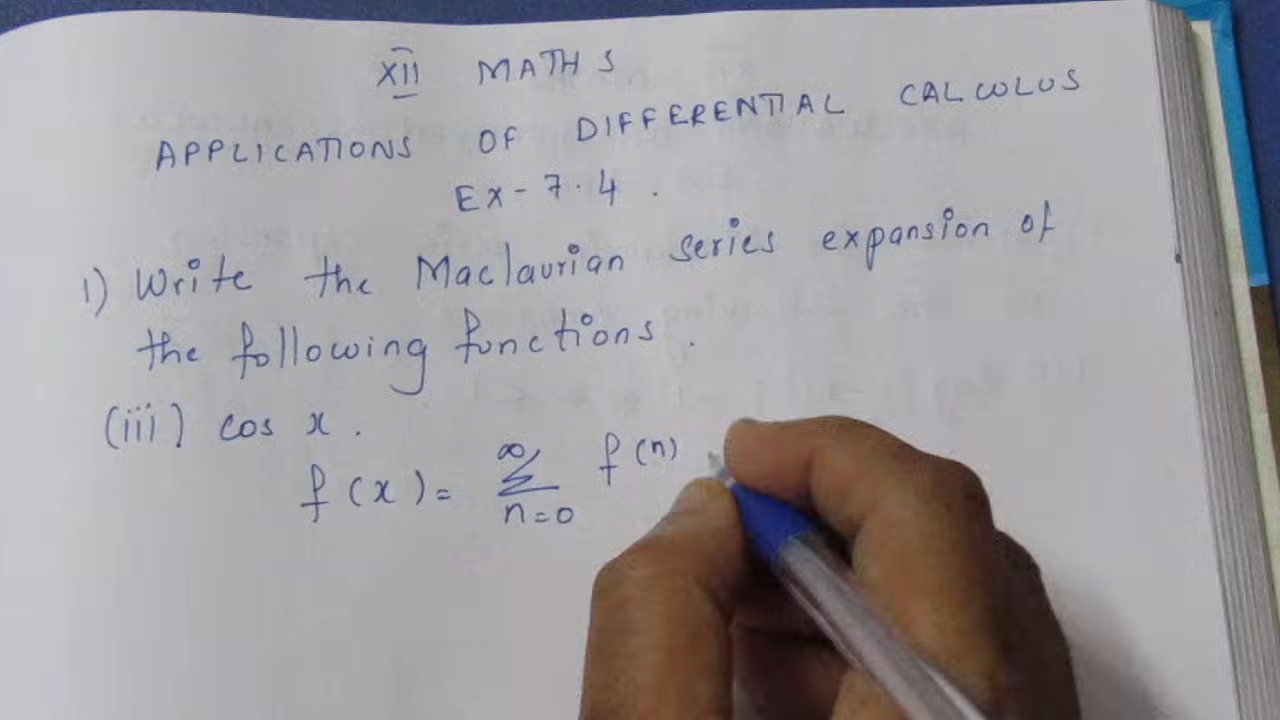 XII MATHS
APPLICATIONS OF DIFFERENTIAL CALCULUS
Ex-7.4.
1) Write the Maclaurian series expansion of
the following functions.
(iii) cos x.
f(x) = ∞∑n=0 f(n)